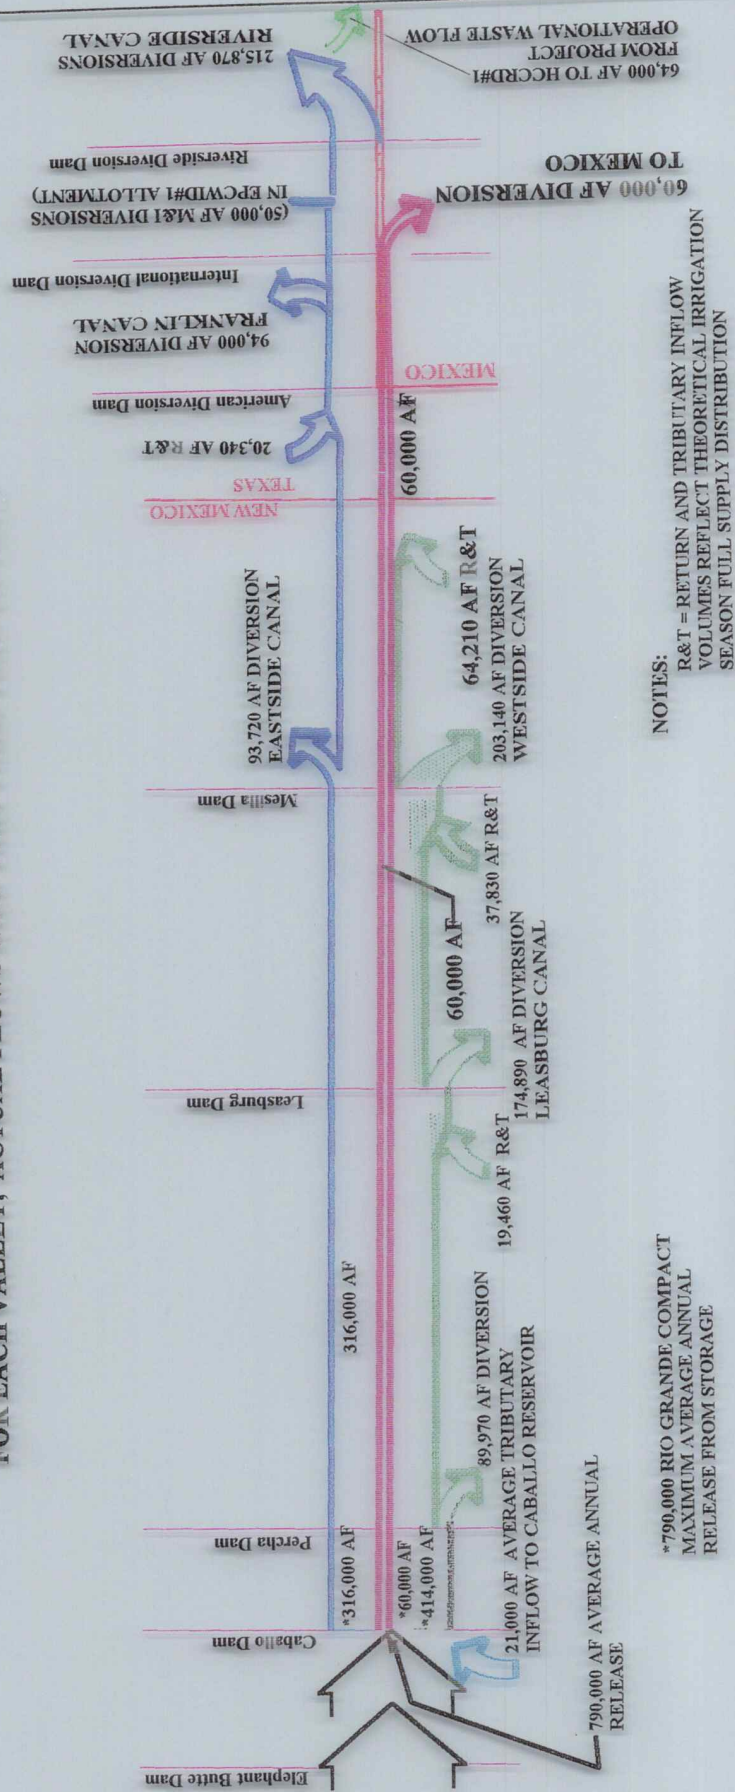 FOR EACH VALLEY,
Elephant Butte Dam
Caballo Dam
Percha Dam
Leasburg Dam
Mesilla Dam
American Diversion Dam
International Diversion Dam
Riverside Diversion Dam
790,000 AF AVERAGE ANNUAL
RELEASE
21,000 AF AVERAGE TRIBUTARY
INFLOW TO CABALLO RESERVOIR
*316,000 AF
*60,000 AF
*414,000 AF
89,970 AF DIVERSION
316,000 AF
19,460 AF R&T
174,890 AF DIVERSION
LEASBURG CANAL
60,000 AF
37,830 AF R&T
93,720 AF DIVERSION
EASTSIDE CANAL
203,140 AF DIVERSION
WESTSIDE CANAL
64,210 AF R&T
NEW MEXICO
TEXAS
60,000 AF
20,340 AF R&T
MEXICO
94,000 AF DIVERSION
FRANKLIN CANAL
(50,000 AF M&I DIVERSIONS
IN EPCWID#1 ALLOTMENT)
60,000 AF DIVERSION
TO MEXICO
215,870 AF DIVERSIONS
RIVERSIDE CANAL
64,000 AF TO HCCRD#1
FROM PROJECT
OPERATIONAL WASTE FLOW
*790,000 RIO GRANDE COMPACT
MAXIMUM AVERAGE ANNUAL
RELEASE FROM STORAGE
NOTES:
R&T = RETURN AND TRIBUTARY INFLOW
VOLUMES REFLECT THEORETICAL IRRIGATION
SEASON FULL SUPPLY DISTRIBUTION